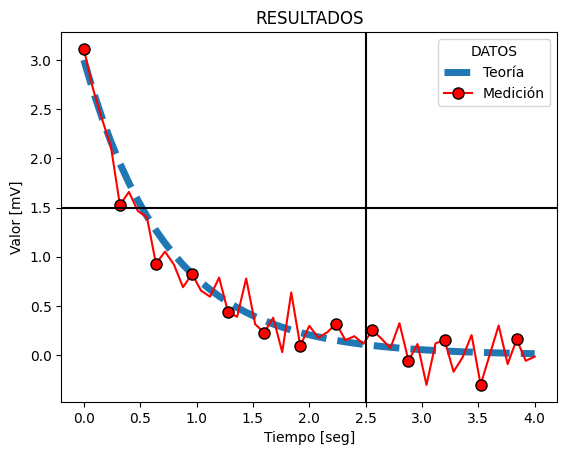 RESULTADOS
DATOS
Teoría
Medición
Valor [mV]
3.0
2.5
2.0
1.5
1.0
0.5
0.0
0.0 0.5 1.0 1.5 2.0 2.5 3.0 3.5 4.0
Tiempo [seg]